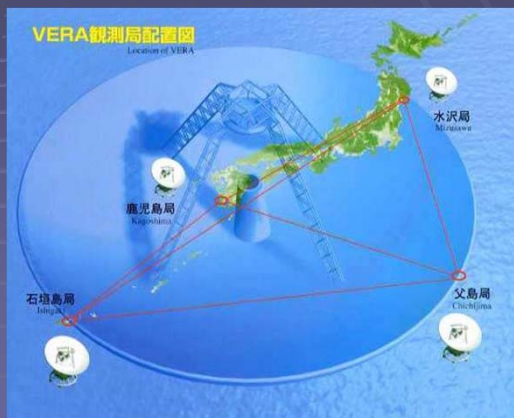 VERA観測局配置図
Location of VERA
水沢局
Mizusawa
鹿児島局
Kagoshima
石垣島局
Ishigaki
父島局
Chichijima